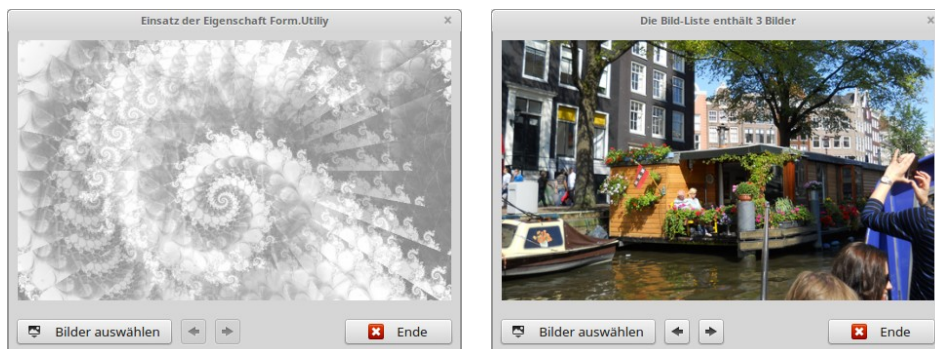 Einsatz der Eigenschaft Form.Utiliy
Bilder auswählen
Ende
Die Bild-Liste enthält 3 Bilder
Bilder auswählen
Ende